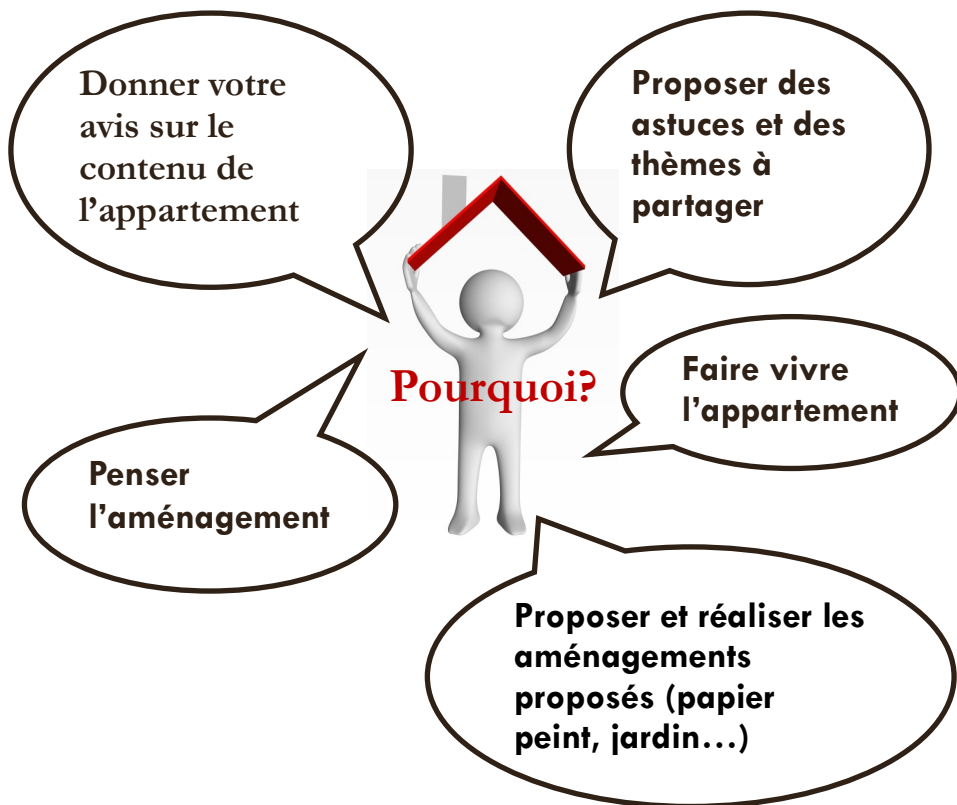 Donner votre
avis sur le
contenu de
l’appartement
Proposer des
astuces et des
thèmes à
partager
Pourquoi?
Faire vivre
l’appartement
Penser
l’aménagement
Proposer et réaliser les
aménagements
proposés (papier
peint, jardin…)